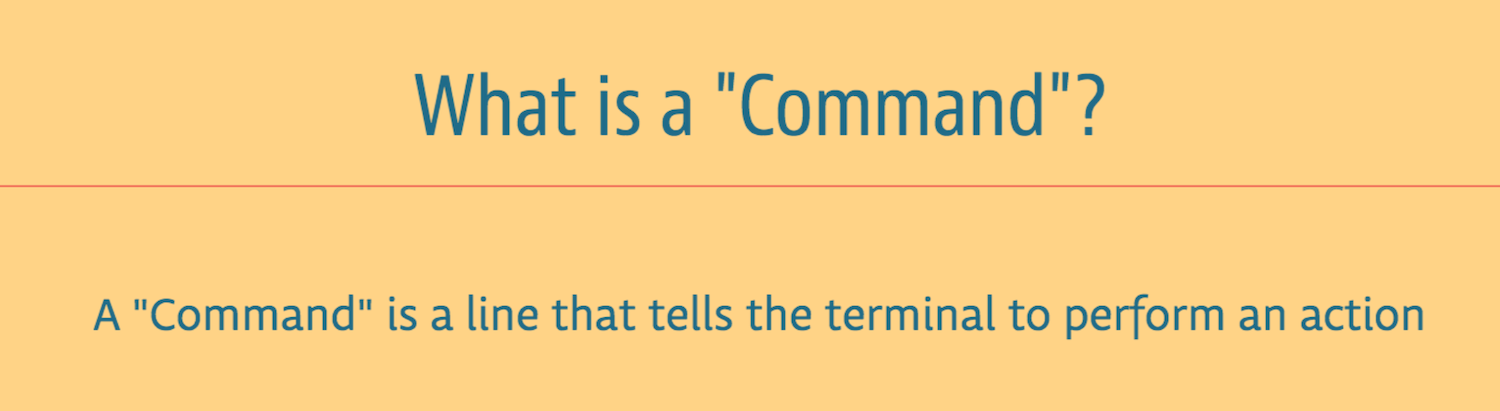 What is a "Command"?
A "Command" is a line that tells the terminal to perform an action